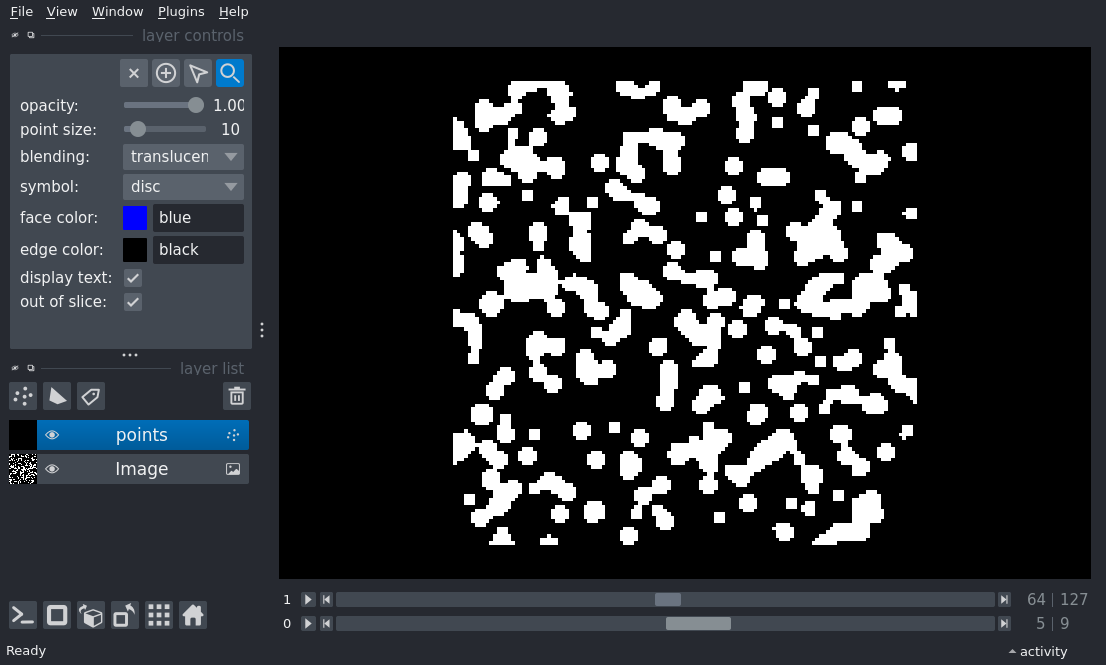 File View Window Plugins Help
layer controls
opacity: 1.00
point size: 10
blending: translucen
symbol: disc
face color: blue
edge color: black
display text:
out of slice:
layer list
points
Image
1 64 | 127
0 5 | 9
Ready activity